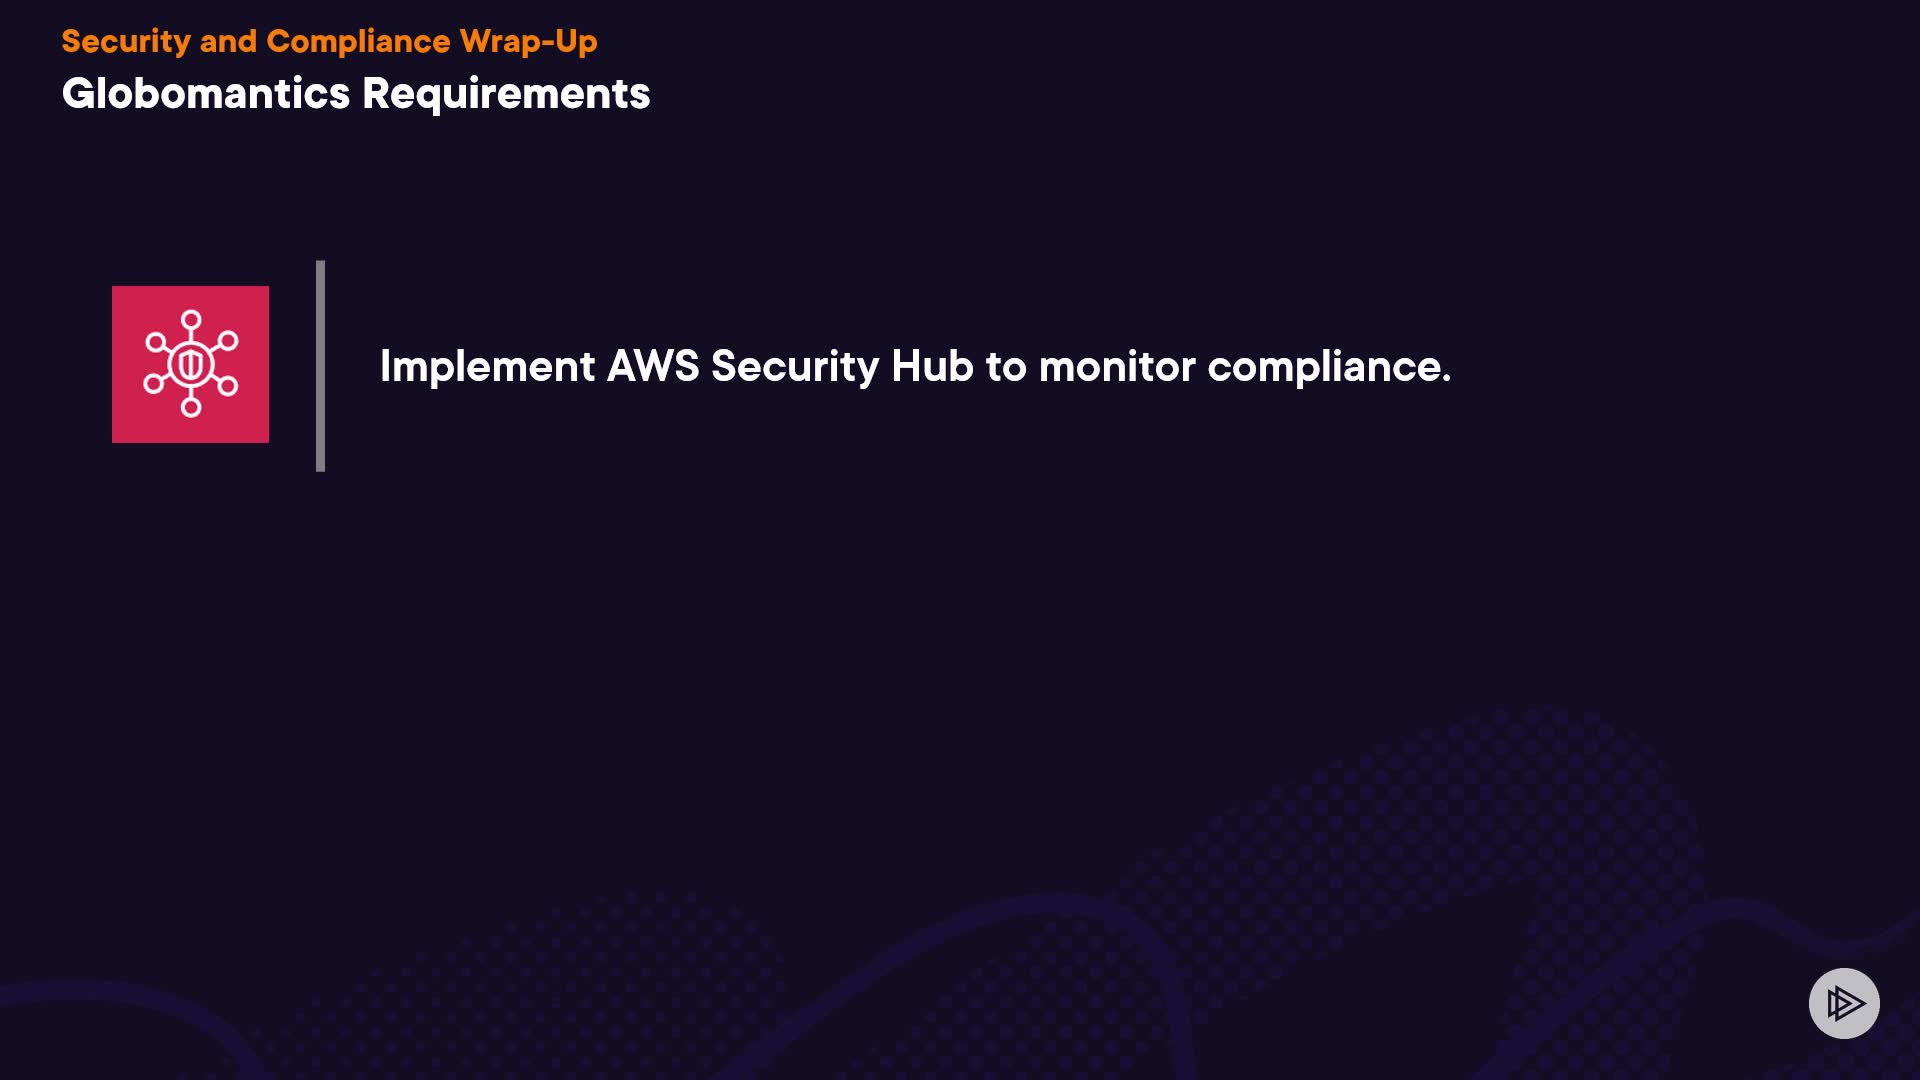 Security and Compliance Wrap-Up
Globomantics Requirements
Implement AWS Security Hub to monitor compliance.